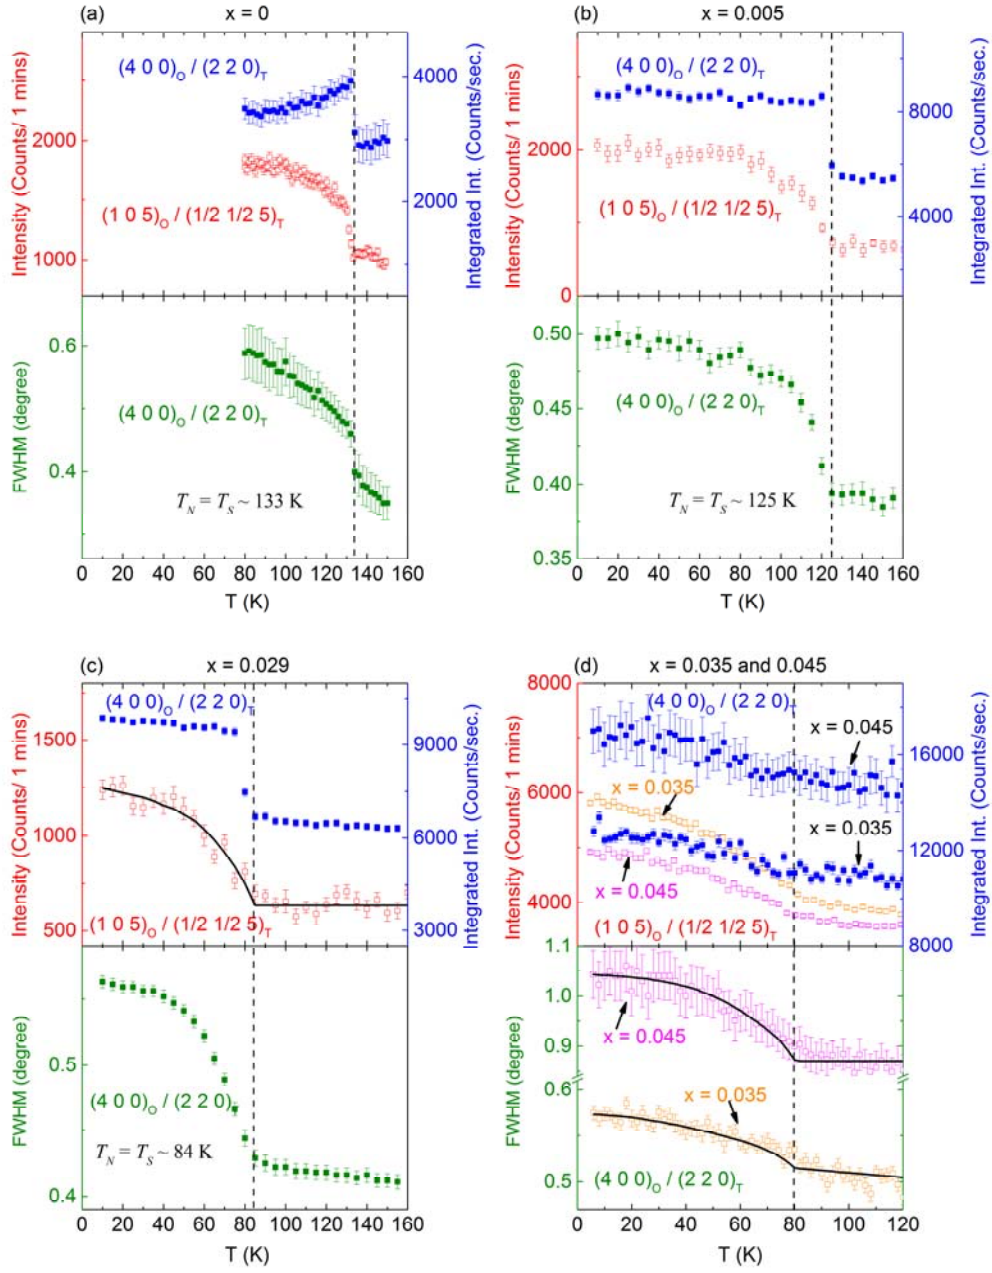 (a) x = 0
(4 0 0)O / (2 2 0)T
(1 0 5)O / (1/2 1/2 5)T
Intensity (Counts/ 1 mins)
1000
2000
Integrated Int. (Counts/sec.)
2000
4000
(4 0 0)O / (2 2 0)T
TN = TS ~ 133 K
FWHM (degree)
0.4
0.6
0 20 40 60 80 100 120 140 160
T (K)
(b) x = 0.005
(4 0 0)O / (2 2 0)T
(1 0 5)O / (1/2 1/2 5)T
Intensity (Counts/ 1 mins)
0
2000
Integrated Int. (Counts/sec.)
4000
8000
(4 0 0)O / (2 2 0)T
TN = TS ~ 125 K
FWHM (degree)
0.35
0.40
0.45
0.50
0 20 40 60 80 100 120 140 160
T (K)
(c) x = 0.029
(4 0 0)O / (2 2 0)T
(1 0 5)O / (1/2 1/2 5)T
Intensity (Counts/ 1 mins)
500
1000
1500
Integrated Int. (Counts/sec.)
3000
6000
9000
(4 0 0)O / (2 2 0)T
TN = TS ~ 84 K
FWHM (degree)
0.4
0.5
0 20 40 60 80 100 120 140 160
T (K)
(d) x = 0.035 and 0.045
(4 0 0)O / (2 2 0)T
x = 0.045
x = 0.035
x = 0.035
x = 0.045
(1 0 5)O / (1/2 1/2 5)T
Intensity (Counts/ 1 mins)
4000
6000
8000
Integrated Int. (Counts/sec.)
8000
12000
16000
x = 0.045
x = 0.035
(4 0 0)O / (2 2 0)T
FWHM (degree)
0.5
0.6
0.9
1.0
1.1
0 20 40 60 80 100 120
T (K)